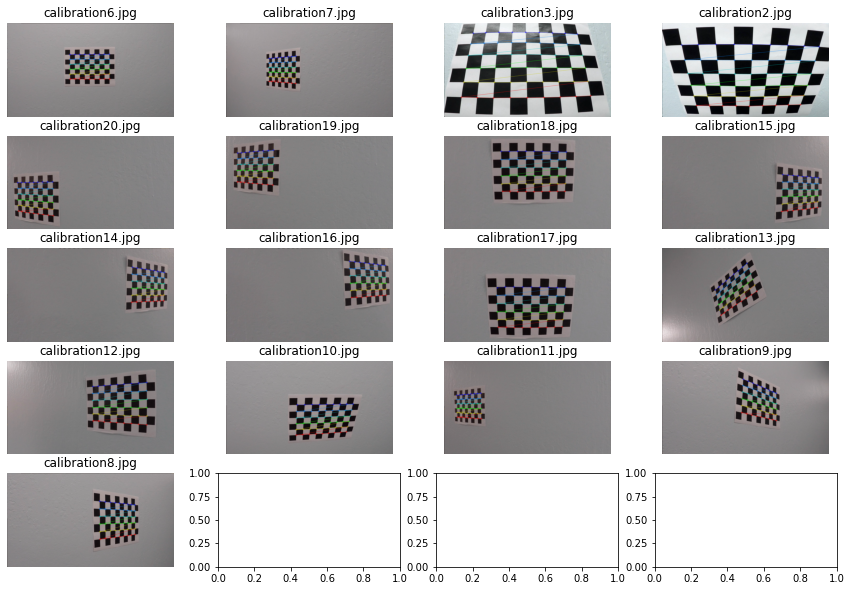 calibration6.jpg calibration7.jpg calibration3.jpg calibration2.jpg
calibration20.jpg calibration19.jpg calibration18.jpg calibration15.jpg
calibration14.jpg calibration16.jpg calibration17.jpg calibration13.jpg
calibration12.jpg calibration10.jpg calibration11.jpg calibration9.jpg
calibration8.jpg
1.00 1.00 1.00
0.75 0.75 0.75
0.50 0.50 0.50
0.25 0.25 0.25
0.00 0.00 0.00
0.0 0.2 0.4 0.6 0.8 1.0 0.0 0.2 0.4 0.6 0.8 1.0 0.0 0.2 0.4 0.6 0.8 1.0